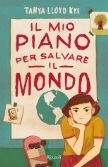 TANYA LLOYD KYI
IL MIO
PIANO
PER SALVARE
IL
MONDO